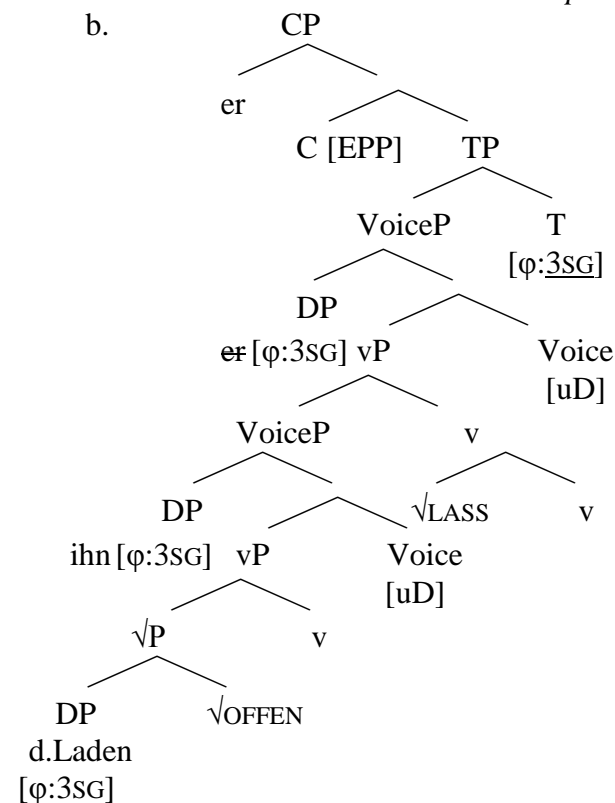 p
b. CP
er
C [EPP] TP
VoiceP T
[φ:3SG]
DP
er [φ:3SG] vP Voice
[uD]
VoiceP v
DP √LASS v
ihn [φ:3SG] vP Voice
[uD]
√P v
DP √OFFEN
d.Laden
[φ:3SG]